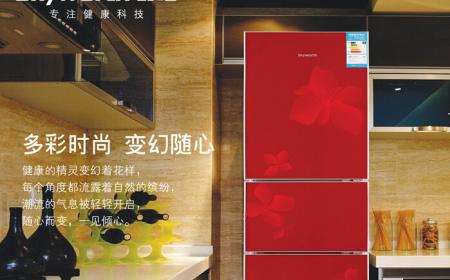 专注健康科技
Skyworth
多彩时尚 变幻随心
健康的精灵变幻着花样，
每个角度都流露着自然的缤纷，
潮流的气息被轻轻开启，
随心而变，一见倾心。